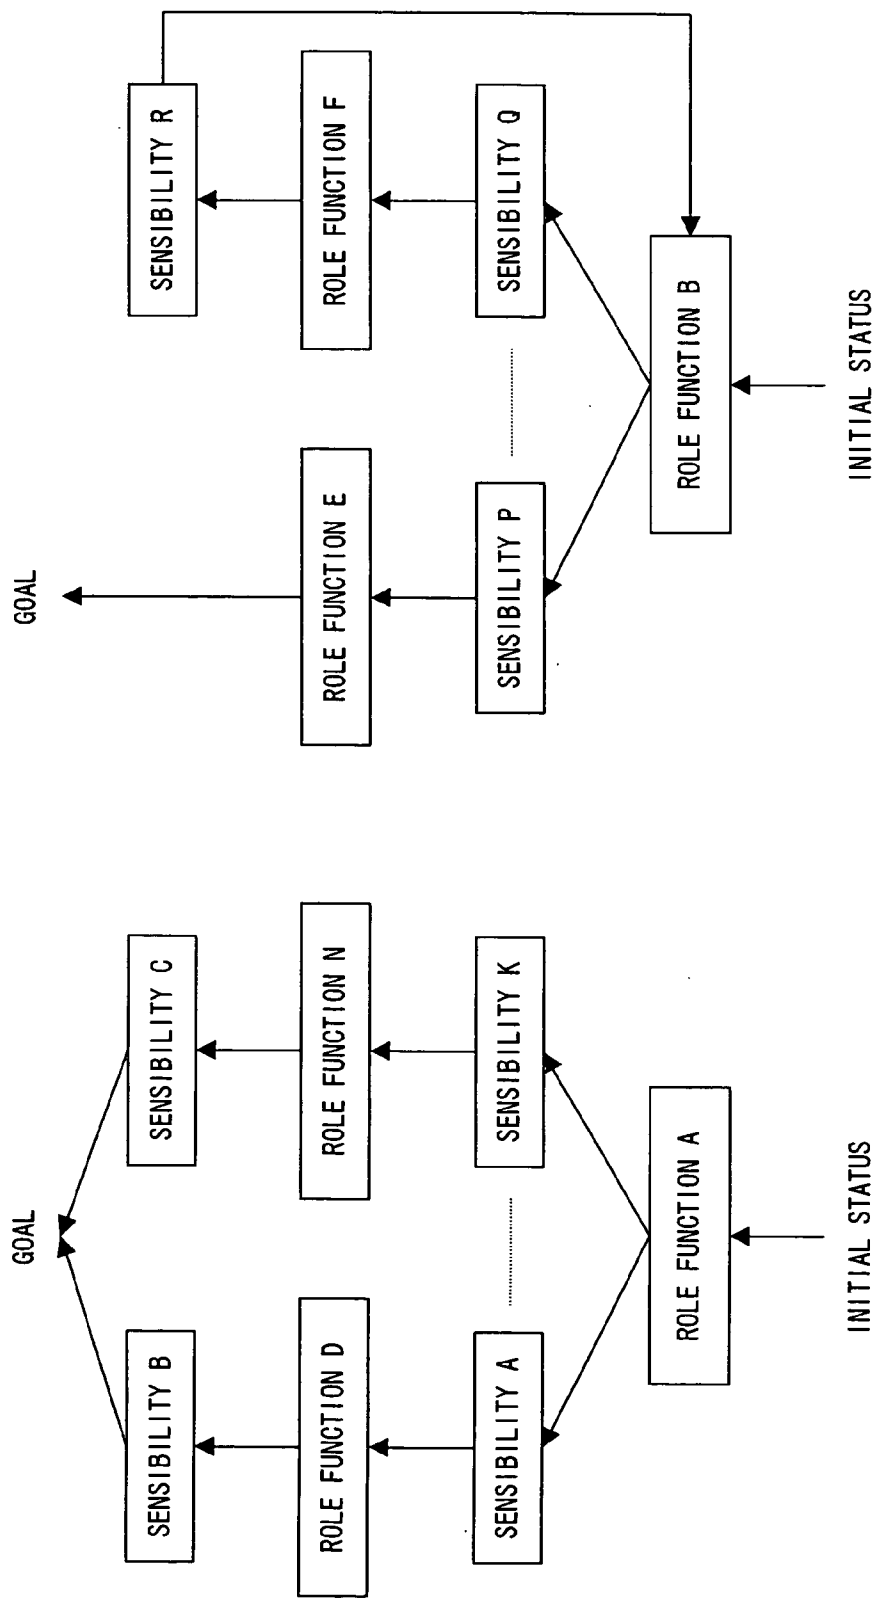 GOAL
GOAL
SENSIBILITY B
SENSIBILITY C
SENSIBILITY R
ROLE FUNCTION D
ROLE FUNCTION N
ROLE FUNCTION E
ROLE FUNCTION F
SENSIBILITY A
SENSIBILITY K
SENSIBILITY P
SENSIBILITY Q
ROLE FUNCTION A
ROLE FUNCTION B
INITIAL STATUS
INITIAL STATUS